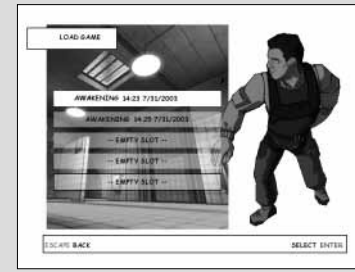 LOAD GAME
AWAKENING 14:23 7/31/2003
AWAKENING 14:25 7/31/2003
-- EMPTY SLOT --
-- EMPTY SLOT --
-- EMPTY SLOT --
ESCAPE BACK
SELECT ENTER